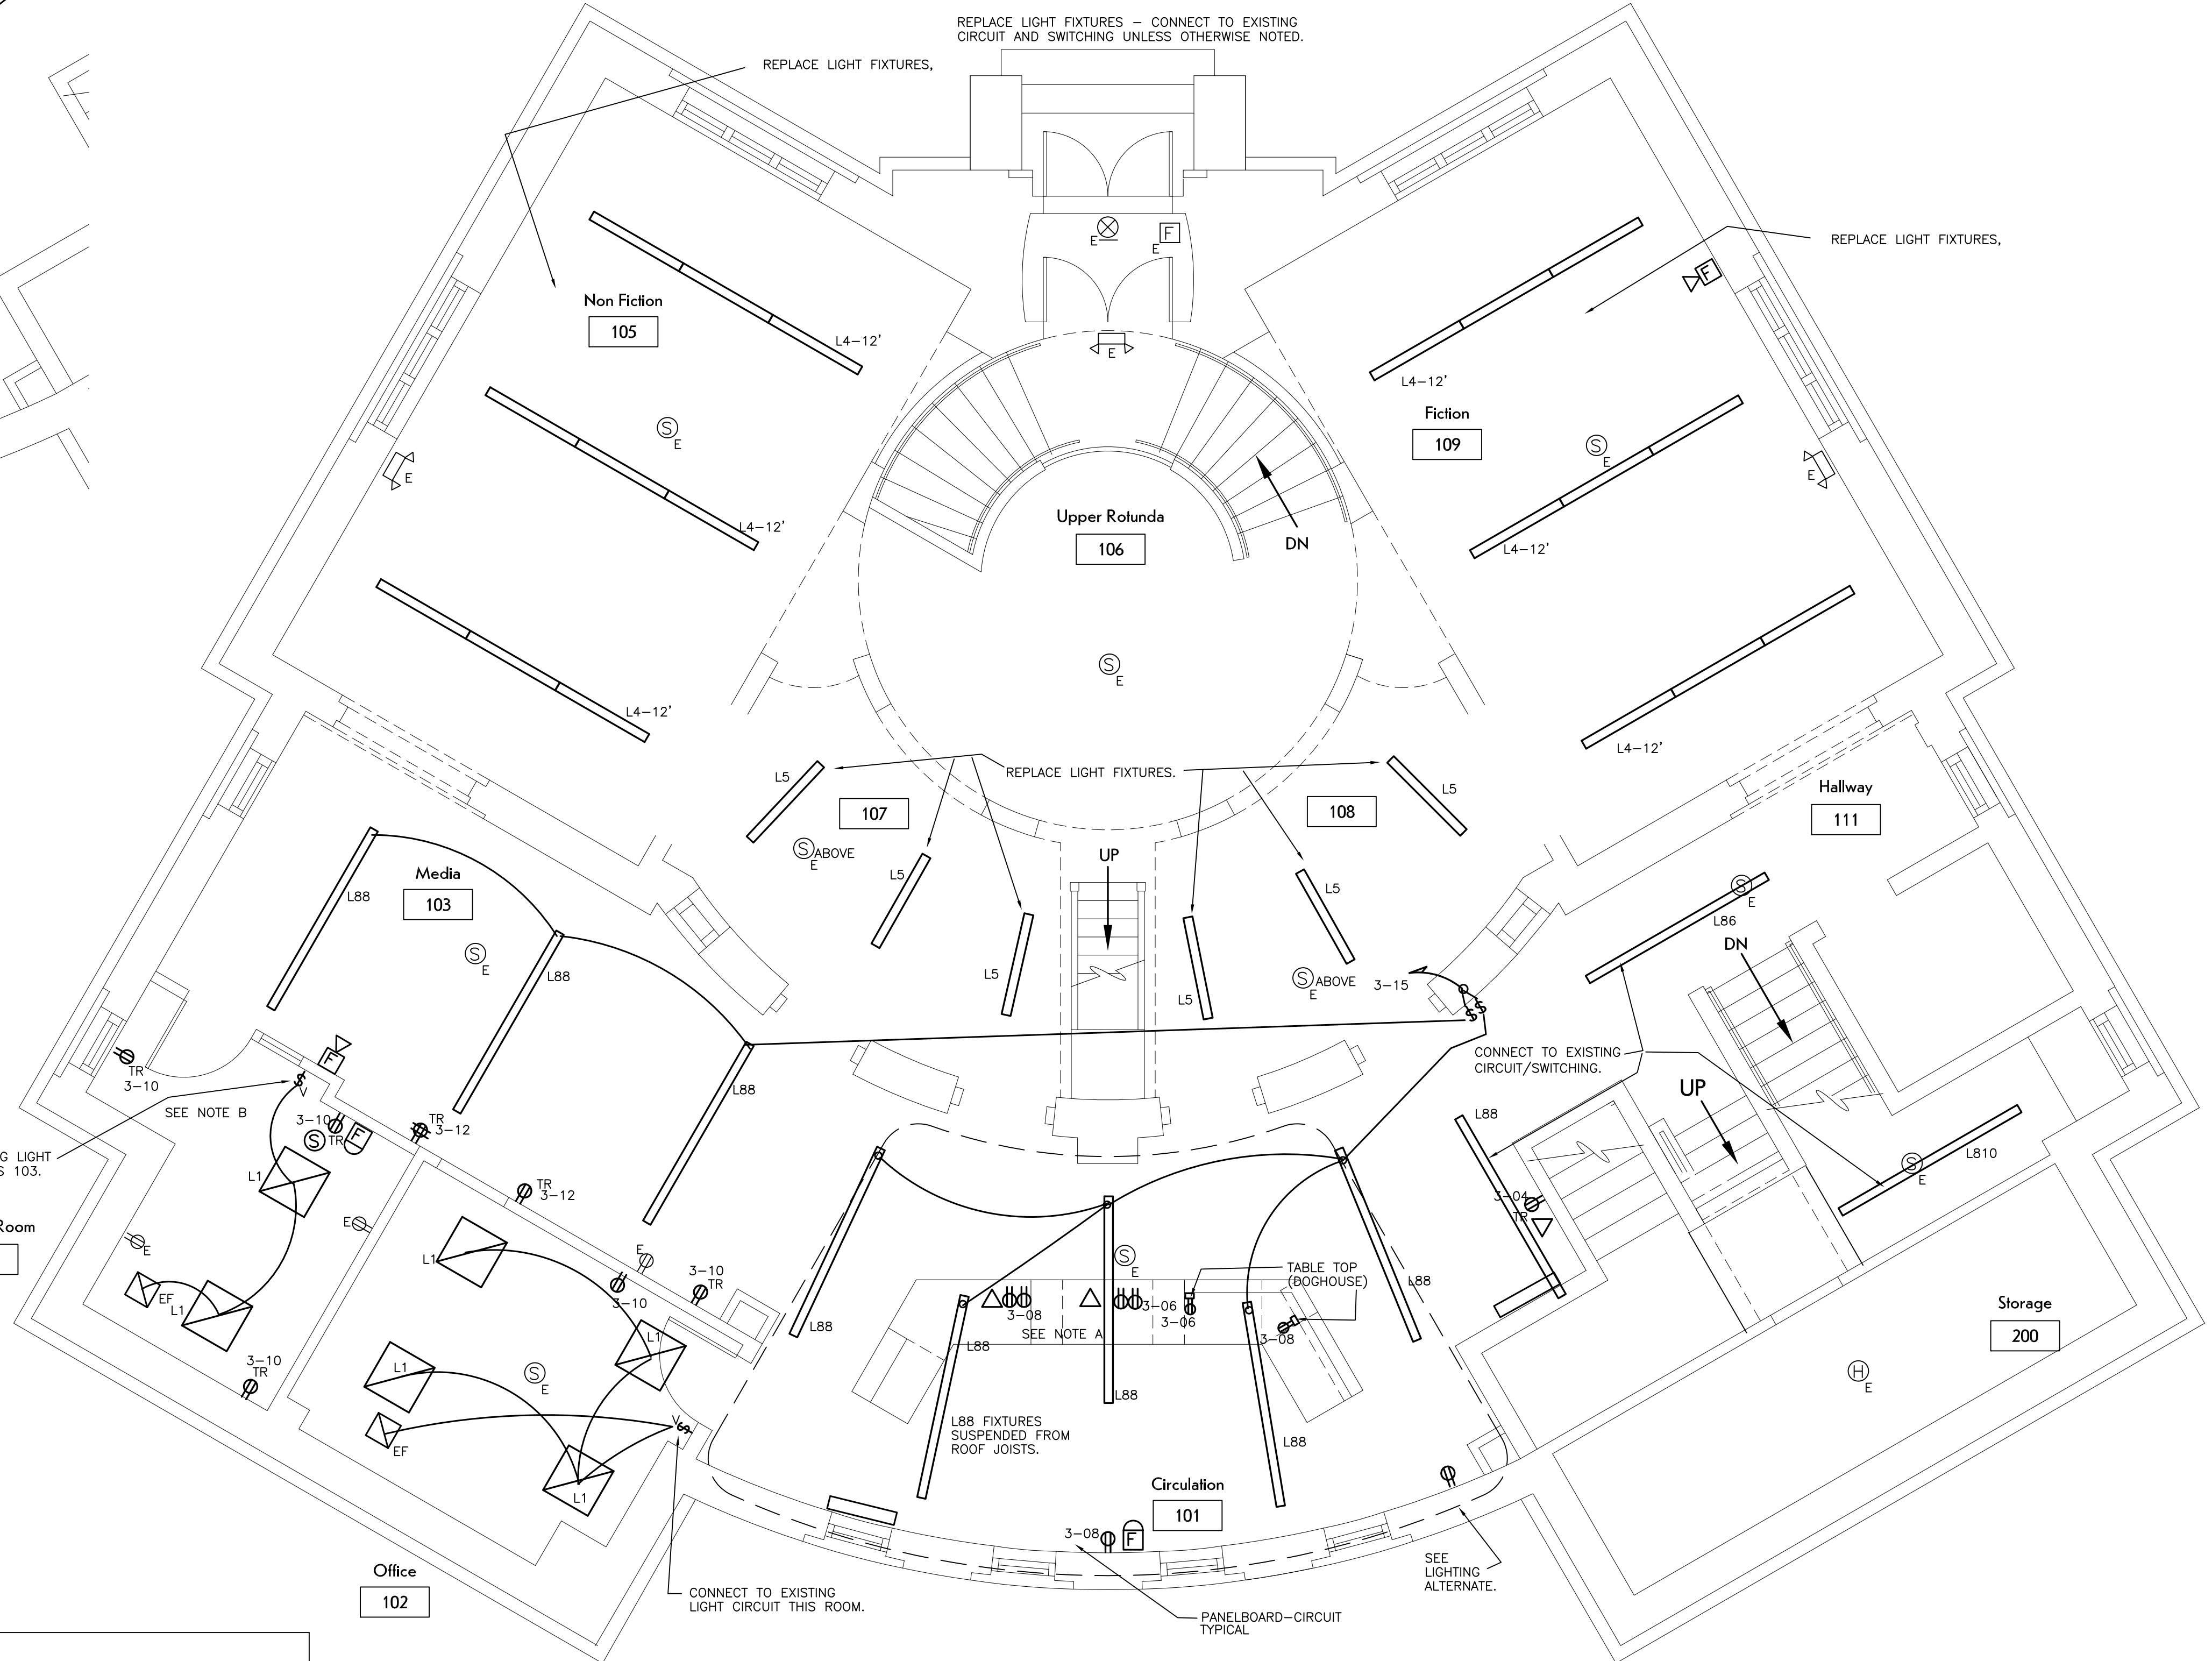 REPLACE LIGHT FIXTURES – CONNECT TO EXISTING
CIRCUIT AND SWITCHING UNLESS OTHERWISE NOTED.
REPLACE LIGHT FIXTURES,
REPLACE LIGHT FIXTURES,
E
F
E
F
Non Fiction
105
L4–12'
E
L4–12'
Fiction
109
S
E
S
E
E
E
L4–12'
L4–12'
Upper Rotunda
106
DN
S
E
L4–12'
L4–12'
REPLACE LIGHT FIXTURES.
L5
107
108
L5
Hallway
111
S
ABOVE
E
UP
L5
L5
Media
103
L88
S
E
L86
S
E
DN
L88
L5
L5
S
ABOVE
E
3–15
$
$
CONNECT TO EXISTING
CIRCUIT/SWITCHING.
F
TR
3–10
$
V
L88
UP
SEE NOTE B
3–10
S
TR
F
TR
3–12
L88
G LIGHT
S 103.
L1
L810
S
E
TR
3–12
3–04
TR
Room
E
E
L1
E
S
E
TABLE TOP
(DOGHOUSE)
L88
EF
L1
3–10
3–10
TR
3–08
3–06
3–06
SEE NOTE A
3–08
L88
L88
Storage
200
L1
L1
3–10
TR
S
E
L88
H
E
V
$
EF
L88 FIXTURES
SUSPENDED FROM
ROOF JOISTS.
L88
L1
Circulation
101
3–08
F
SEE
LIGHTING
ALTERNATE.
Office
102
CONNECT TO EXISTING
LIGHT CIRCUIT THIS ROOM.
PANELBOARD–CIRCUIT
TYPICAL